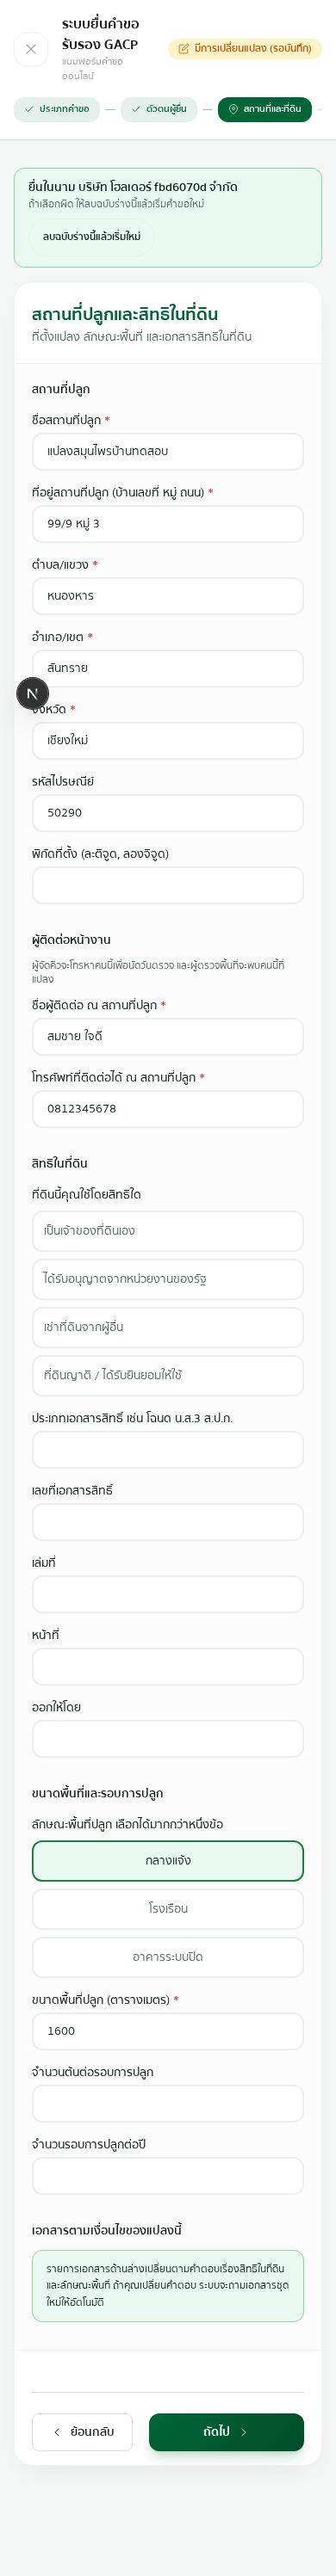 ระบบยื่นคำขอ
รับรอง GACP
แบบฟอร์มคำขอ
ออนไลน์
มีการเปลี่ยนแปลง (รอบันทึก)
ประเภทคำขอ
ตัวตนผู้ยื่น
สถานที่และที่ดิน
ยื่นในนาม บริษัท โฮลเดอร์ fbd6070d จำกัด
ถ้าเลือกผิด ให้ลบฉบับร่างนี้แล้วเริ่มคำขอใหม่
ลบฉบับร่างนี้แล้วเริ่มใหม่
สถานที่ปลูกและสิทธิในที่ดิน
ที่ตั้งแปลง ลักษณะพื้นที่ และเอกสารสิทธิในที่ดิน
สถานที่ปลูก
ชื่อสถานที่ปลูก *
แปลงสมุนไพรบ้านทดสอบ
ที่อยู่สถานที่ปลูก (บ้านเลขที่ หมู่ ถนน) *
99/9 หมู่ 3
ตำบล/แขวง *
หนองหาร
อำเภอ/เขต *
สันทราย
N
จังหวัด *
เชียงใหม่
รหัสไปรษณีย์
50290
พิกัดที่ตั้ง (ละติจูด, ลองจิจูด)
ผู้ติดต่อหน้างาน
ผู้จัดคิวจะโทรหาคนนี้เพื่อนัดวันตรวจ และผู้ตรวจพื้นที่จะพบคนนี้ที่
แปลง
ชื่อผู้ติดต่อ ณ สถานที่ปลูก *
สมชาย ใจดี
โทรศัพท์ที่ติดต่อได้ ณ สถานที่ปลูก *
0812345678
สิทธิในที่ดิน
ที่ดินนี้คุณใช้โดยสิทธิใด
เป็นเจ้าของที่ดินเอง
ได้รับอนุญาตจากหน่วยงานของรัฐ
เช่าที่ดินจากผู้อื่น
ที่ดินญาติ / ได้รับยินยอมให้ใช้
ประเภทเอกสารสิทธิ์ เช่น โฉนด น.ส.3 ส.ป.ก.
เลขที่เอกสารสิทธิ์
เล่มที่
หน้าที่
ออกให้โดย
ขนาดพื้นที่และรอบการปลูก
ลักษณะพื้นที่ปลูก เลือกได้มากกว่าหนึ่งข้อ
กลางแจ้ง
โรงเรือน
อาคารระบบปิด
ขนาดพื้นที่ปลูก (ตารางเมตร) *
1600
จำนวนต้นต่อรอบการปลูก
จำนวนรอบการปลูกต่อปี
เอกสารตามเงื่อนไขของแปลงนี้
รายการเอกสารด้านล่างเปลี่ยนตามคำตอบเรื่องสิทธิในที่ดิน
และลักษณะพื้นที่ ถ้าคุณเปลี่ยนคำตอบ ระบบจะถามเอกสารชุด
ใหม่ให้อัตโนมัติ
ย้อนกลับ
ถัดไป